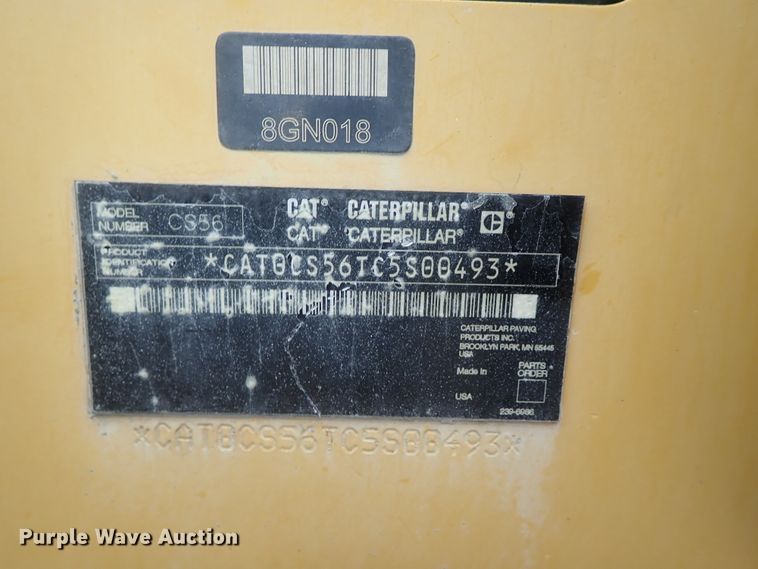 8GN018
MODEL NUMBER CS56
CAT® CATERPILLAR®
CAT® CATERPILLAR®
PRODUCT IDENTIFICATION NUMBER *CAT0CS56TC5S00493*
CATERPILLAR PAVING
PRODUCTS INC.
BROOKLYN PARK, MN 55445
USA
Made in
PARTS
ORDER
USA
239-6986
*CAT0CS56TC5S00493*
Purple Wave Auction